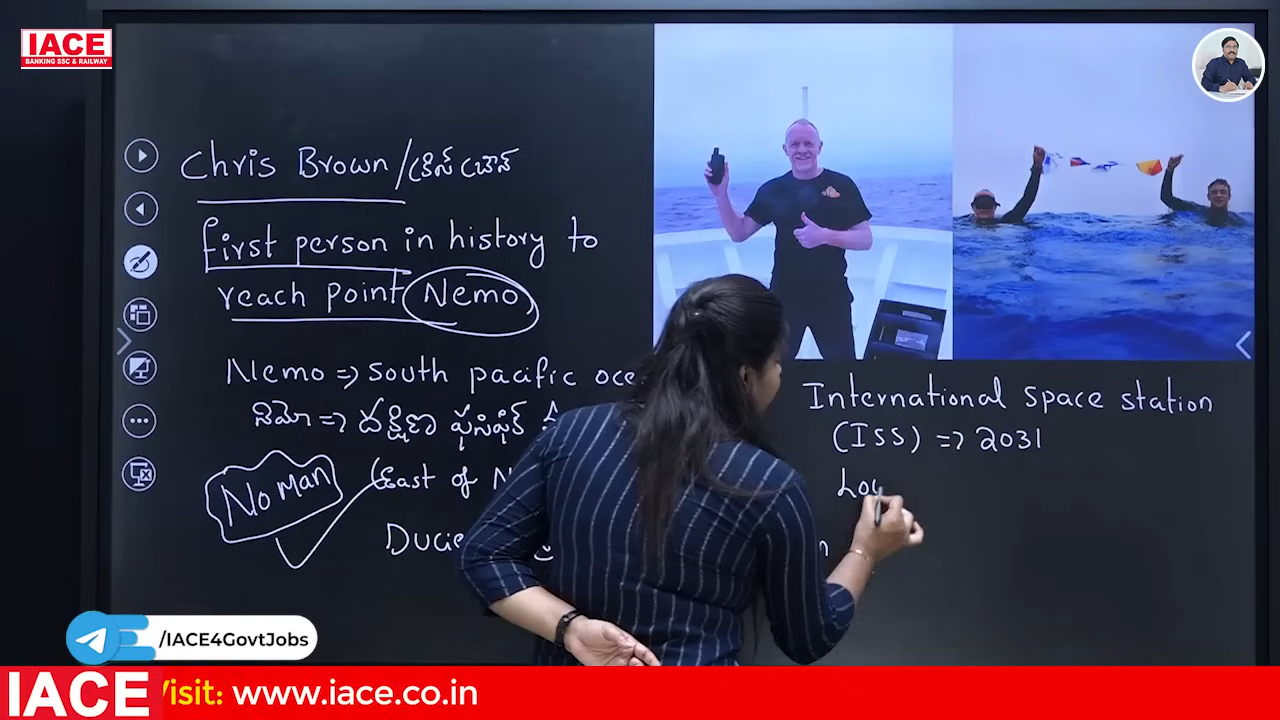 IACE
BANKING SSC & RAILWAY
Chris Brown/క్రిస్ బ్రౌన్
first person in history to
reach point Nemo
Nemo => South pacific oce
నిమో => దక్షిణ పసిఫిక్
No man
(East of N
Ducie
International space station
(ISS) => 2031
/IACE4GovtJobs
IACE Visit: www.iace.co.in